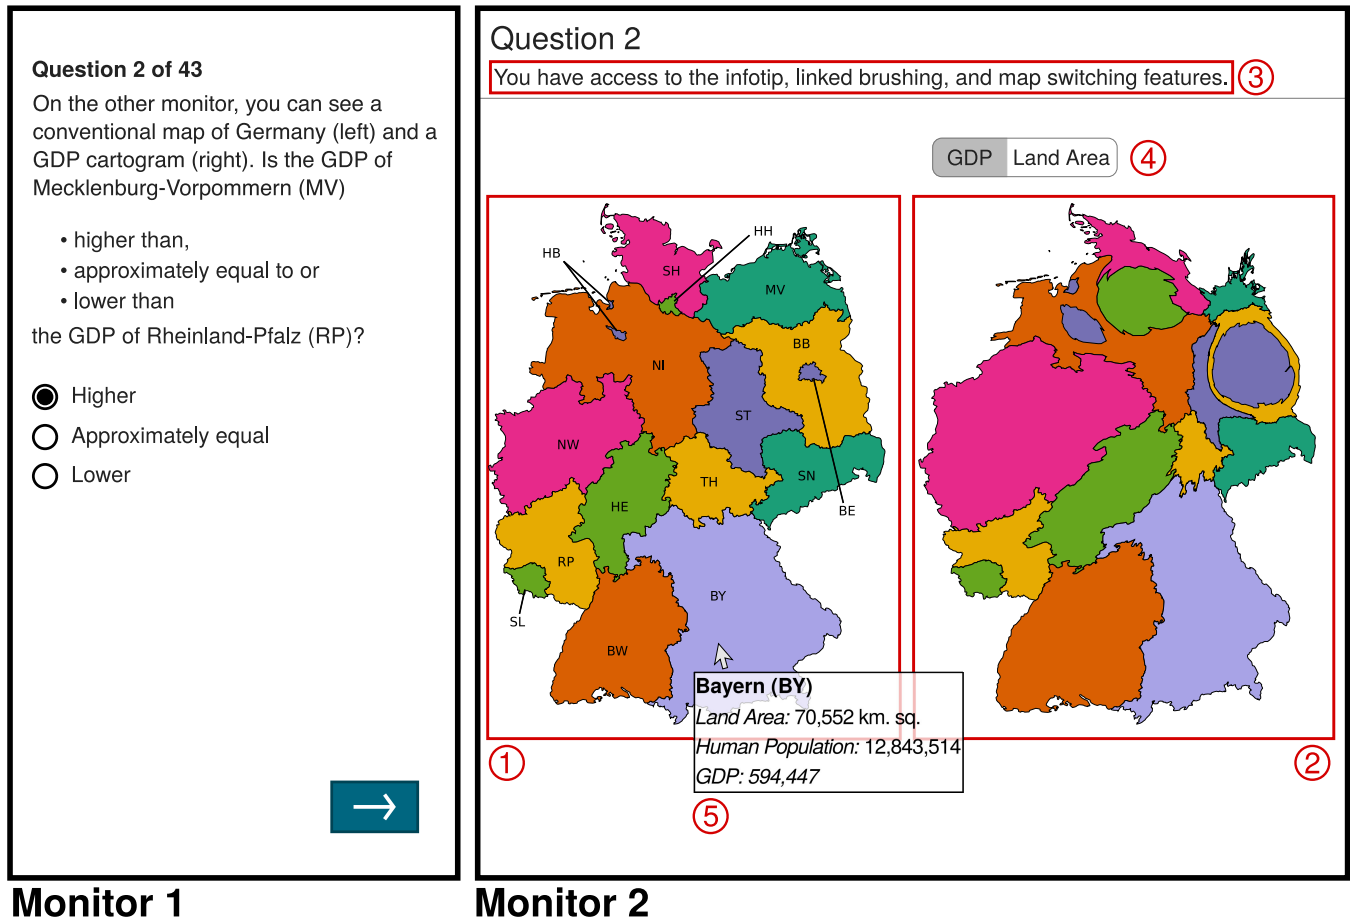 Question 2 of 43
On the other monitor, you can see a
conventional map of Germany (left) and a
GDP cartogram (right). Is the GDP of
Mecklenburg-Vorpommern (MV)
• higher than,
• approximately equal to or
• lower than
the GDP of Rheinland-Pfalz (RP)?
Higher
Approximately equal
Lower
Monitor 1
Question 2
You have access to the infotip, linked brushing, and map switching features. 3
GDP Land Area 4
HH
HB
SH
MV
BB
NI
ST
NW
SN
TH
HE
BE
RP
BY
SL
BW
Bayern (BY)
Land Area: 70,552 km. sq.
Human Population: 12,843,514
GDP: 594,447
1
2
5
Monitor 2